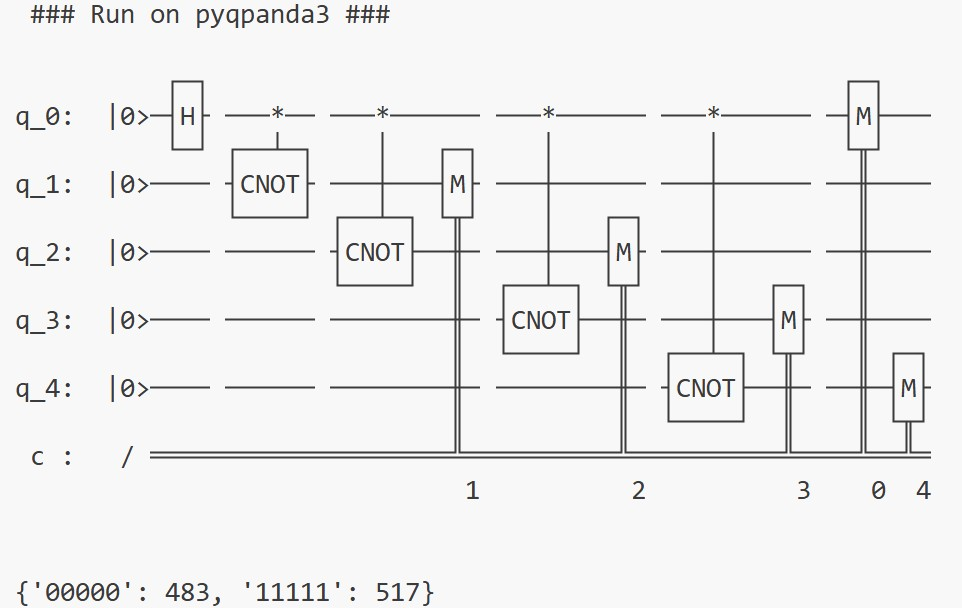 ### Run on pyqpanda3 ###
q_0: |0> H * * * * M
q_1: |0> CNOT M
q_2: |0> CNOT M
q_3: |0> CNOT M
q_4: |0> CNOT M
c : /
1 2 3 0 4
{'00000': 483, '11111': 517}